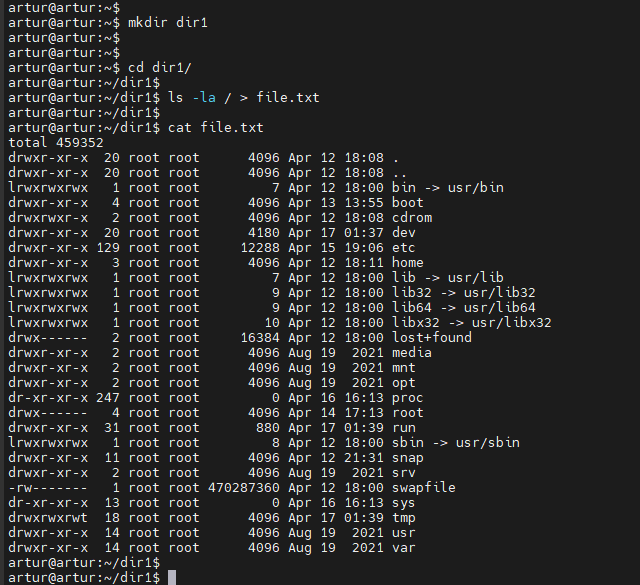 artur@artur:~$
artur@artur:~$ mkdir dir1
artur@artur:~$
artur@artur:~$
artur@artur:~$ cd dir1/
artur@artur:~/dir1$
artur@artur:~/dir1$ ls -la / > file.txt
artur@artur:~/dir1$
artur@artur:~/dir1$ cat file.txt
total 459352
drwxr-xr-x  20 root root      4096 Apr 12 18:08 .
drwxr-xr-x  20 root root      4096 Apr 12 18:08 ..
lrwxrwxrwx   1 root root         7 Apr 12 18:00 bin -> usr/bin
drwxr-xr-x   4 root root      4096 Apr 13 13:55 boot
drwxrwxr-x   2 root root      4096 Apr 12 18:08 cdrom
drwxr-xr-x  20 root root      4180 Apr 17 01:37 dev
drwxr-xr-x 129 root root     12288 Apr 15 19:06 etc
drwxr-xr-x   3 root root      4096 Apr 12 18:11 home
lrwxrwxrwx   1 root root         7 Apr 12 18:00 lib -> usr/lib
lrwxrwxrwx   1 root root         9 Apr 12 18:00 lib32 -> usr/lib32
lrwxrwxrwx   1 root root         9 Apr 12 18:00 lib64 -> usr/lib64
lrwxrwxrwx   1 root root        10 Apr 12 18:00 libx32 -> usr/libx32
drwx------   2 root root     16384 Apr 12 18:00 lost+found
drwxr-xr-x   2 root root      4096 Aug 19  2021 media
drwxr-xr-x   2 root root      4096 Aug 19  2021 mnt
drwxr-xr-x   2 root root      4096 Aug 19  2021 opt
dr-xr-xr-x 247 root root         0 Apr 16 16:13 proc
drwx------   4 root root      4096 Apr 14 17:13 root
drwxr-xr-x  31 root root       880 Apr 17 01:39 run
lrwxrwxrwx   1 root root         8 Apr 12 18:00 sbin -> usr/sbin
drwxr-xr-x  11 root root      4096 Apr 12 21:31 snap
drwxr-xr-x   2 root root      4096 Aug 19  2021 srv
-rw-------   1 root root 470287360 Apr 12 18:00 swapfile
dr-xr-xr-x  13 root root         0 Apr 16 16:13 sys
drwxrwxrwt  18 root root      4096 Apr 17 01:39 tmp
drwxr-xr-x  14 root root      4096 Aug 19  2021 usr
drwxr-xr-x  14 root root      4096 Aug 19  2021 var
artur@artur:~/dir1$
artur@artur:~/dir1$